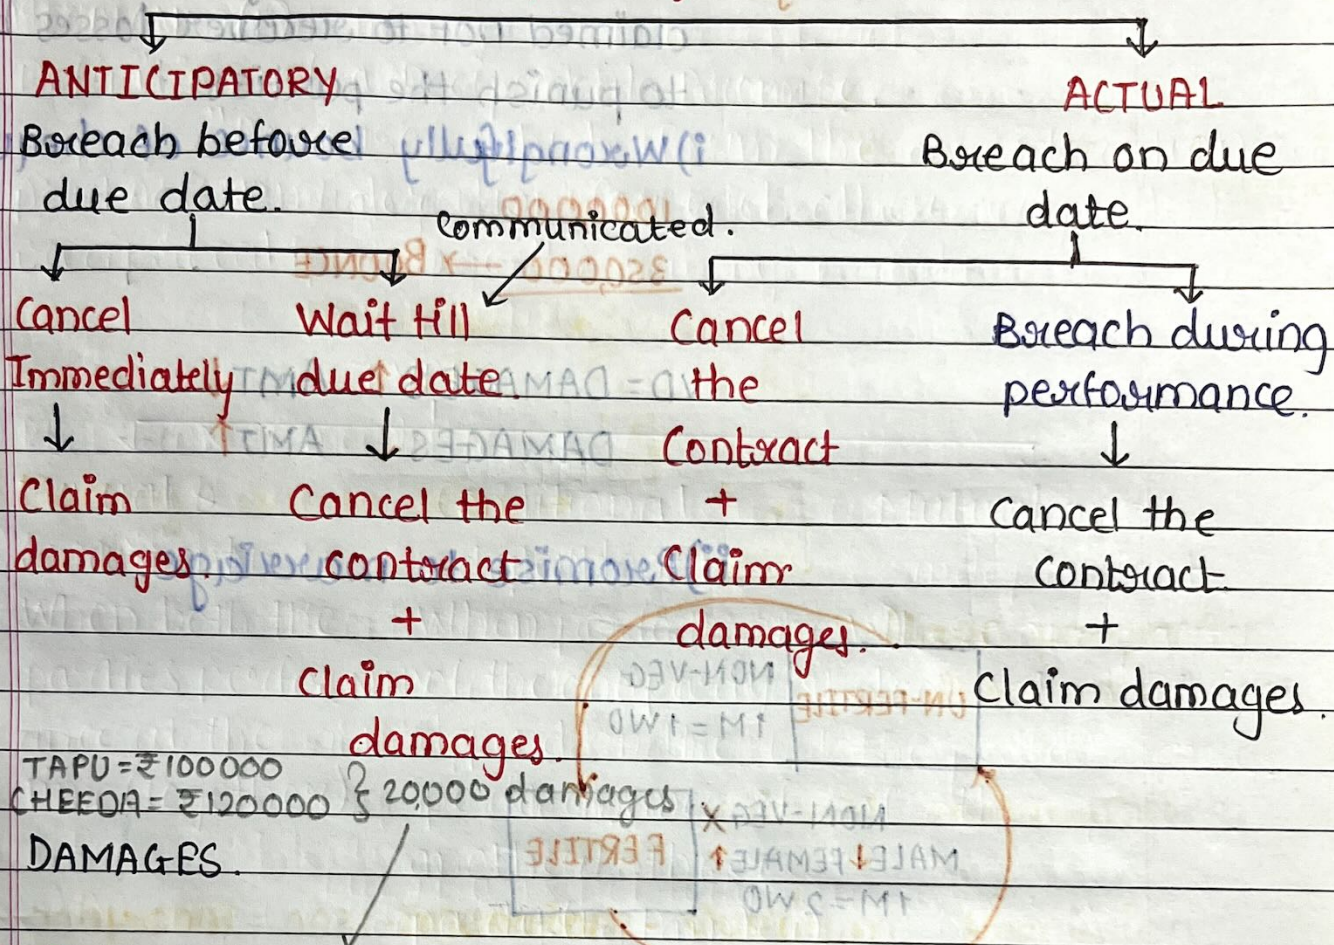 ANTICIPATORY
Breach before
due date.
ACTUAL
Breach on due
date.
Communicated.
Cancel
Immediately
Claim
damages.
Wait till
due date.
Cancel the
contract
+
Claim
damages.
Cancel
the
Contract
+
Claim
damages.
Breach during
performance.
Cancel the
Contract
+
Claim damages.
TAPU = ₹100000
CHEEDA = ₹120000 } 20,000 damages
DAMAGES.